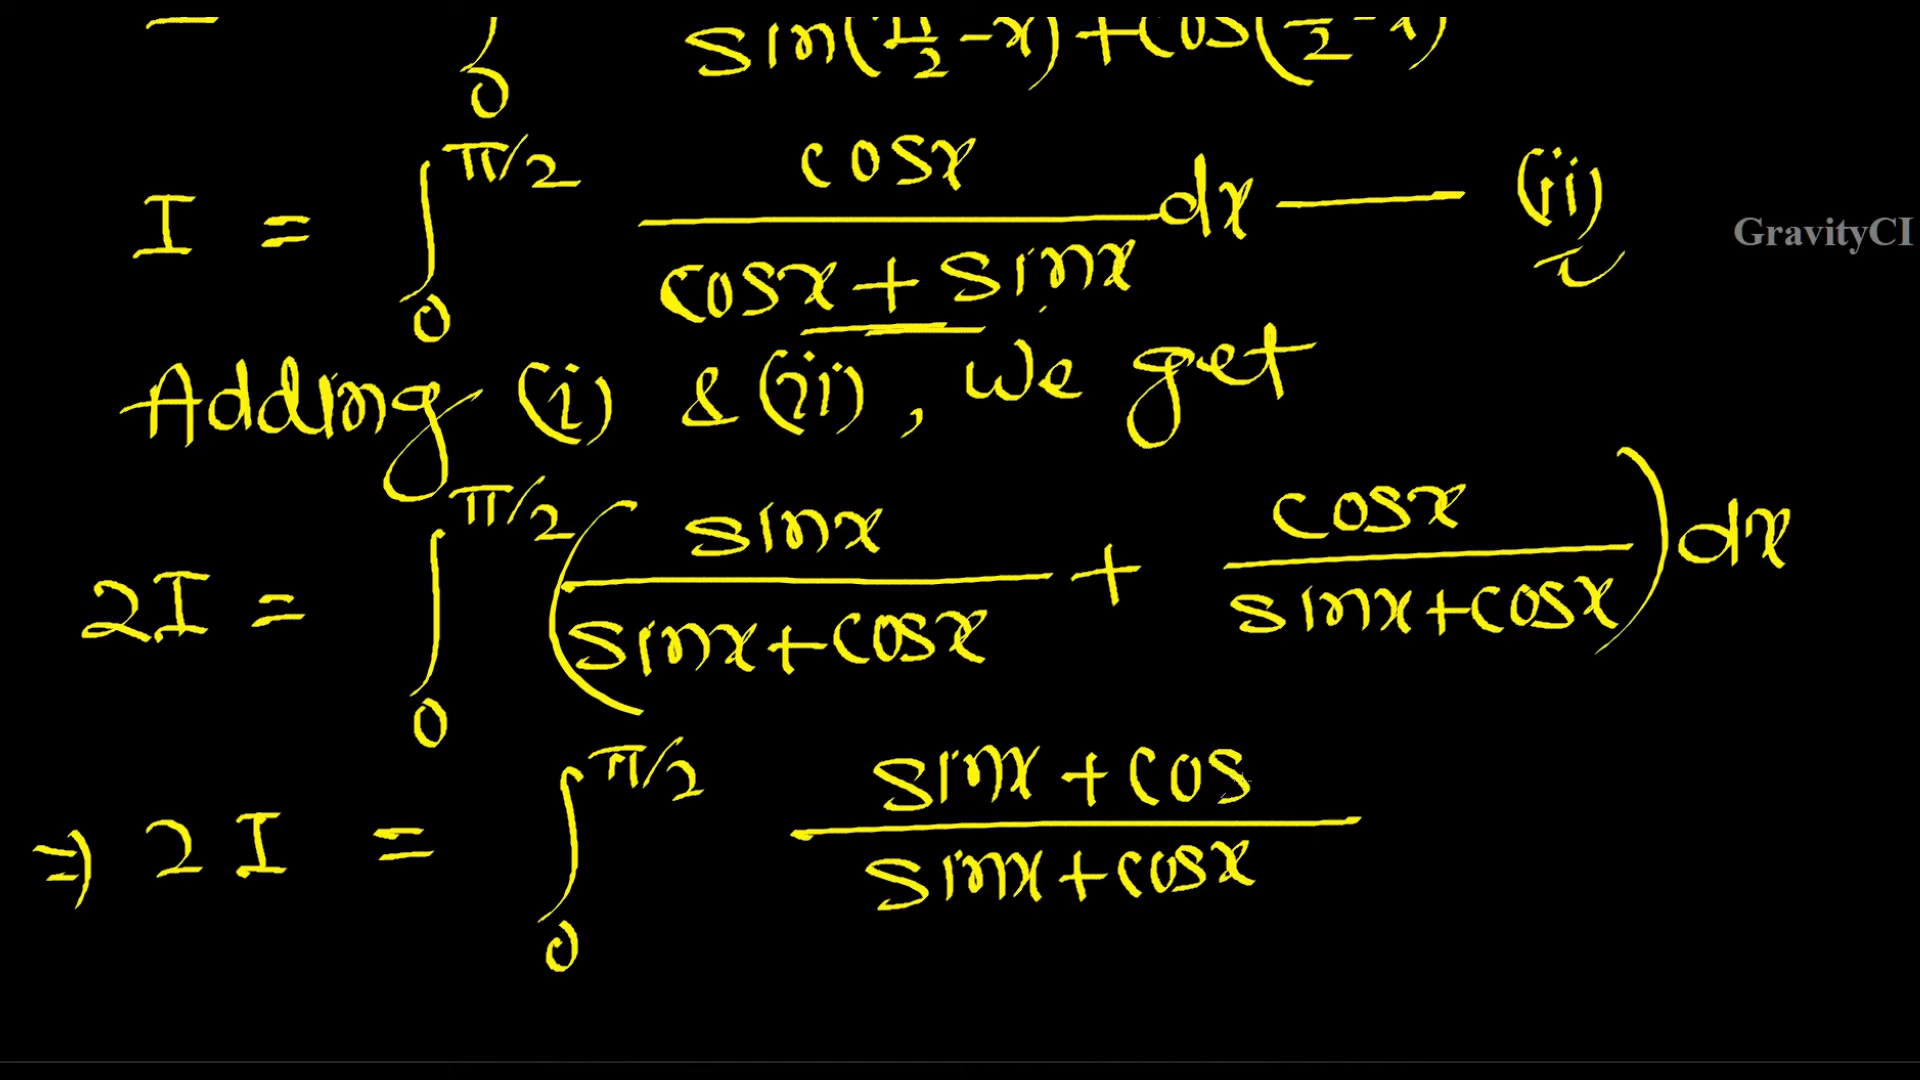 0 sin(π/2 - x) + cos(π/2 - x)
I = ∫₀^π/2 cosx / (cosx + sinx) dx — (ii)
GravityCI
Adding (i) & (ii), we get
2I = ∫₀^π/2 ( sinx / (sinx + cosx) + cosx / (sinx + cosx) ) dx
⇒ 2I = ∫₀^π/2 (sinx + cos) / (sinx + cosx)